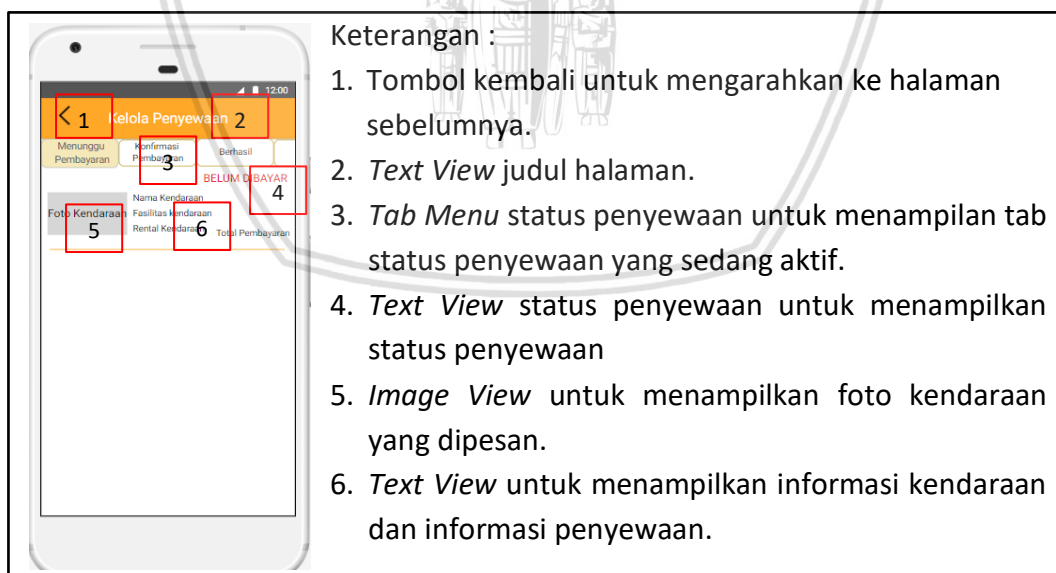 12:00
1 Kelola Penyewaan 2
Menunggu
Pembayaran
Konfirmasi
Pembayaran
3
Berhasil
BELUM DIBAYAR
4
Foto Kendaraan
5
Nama Kendaraan
Fasilitas kendaraan
Rental Kendaraan
6
Total Pembayaran
Keterangan :
1. Tombol kembali untuk mengarahkan ke halaman
sebelumnya.
2. Text View judul halaman.
3. Tab Menu status penyewaan untuk menampilan tab
status penyewaan yang sedang aktif.
4. Text View status penyewaan untuk menampilkan
status penyewaan
5. Image View untuk menampilkan foto kendaraan
yang dipesan.
6. Text View untuk menampilkan informasi kendaraan
dan informasi penyewaan.